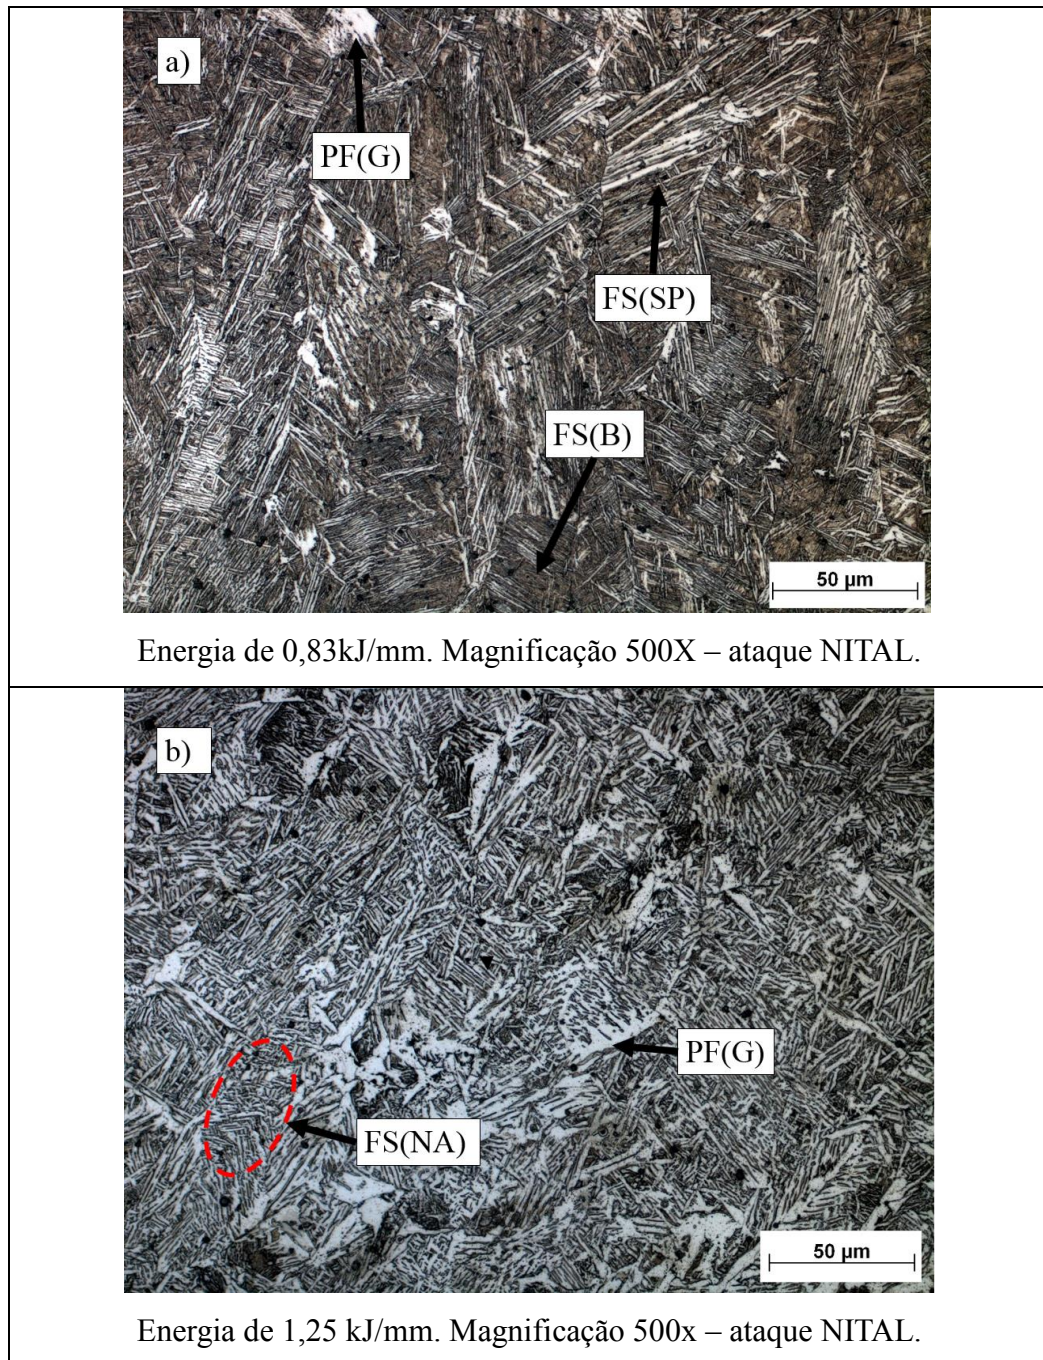 a)
PF(G)
FS(SP)
FS(B)
50 µm
Energia de 0,83kJ/mm. Magnificação 500X – ataque NITAL.
b)
PF(G)
FS(NA)
50 µm
Energia de 1,25 kJ/mm. Magnificação 500x – ataque NITAL.